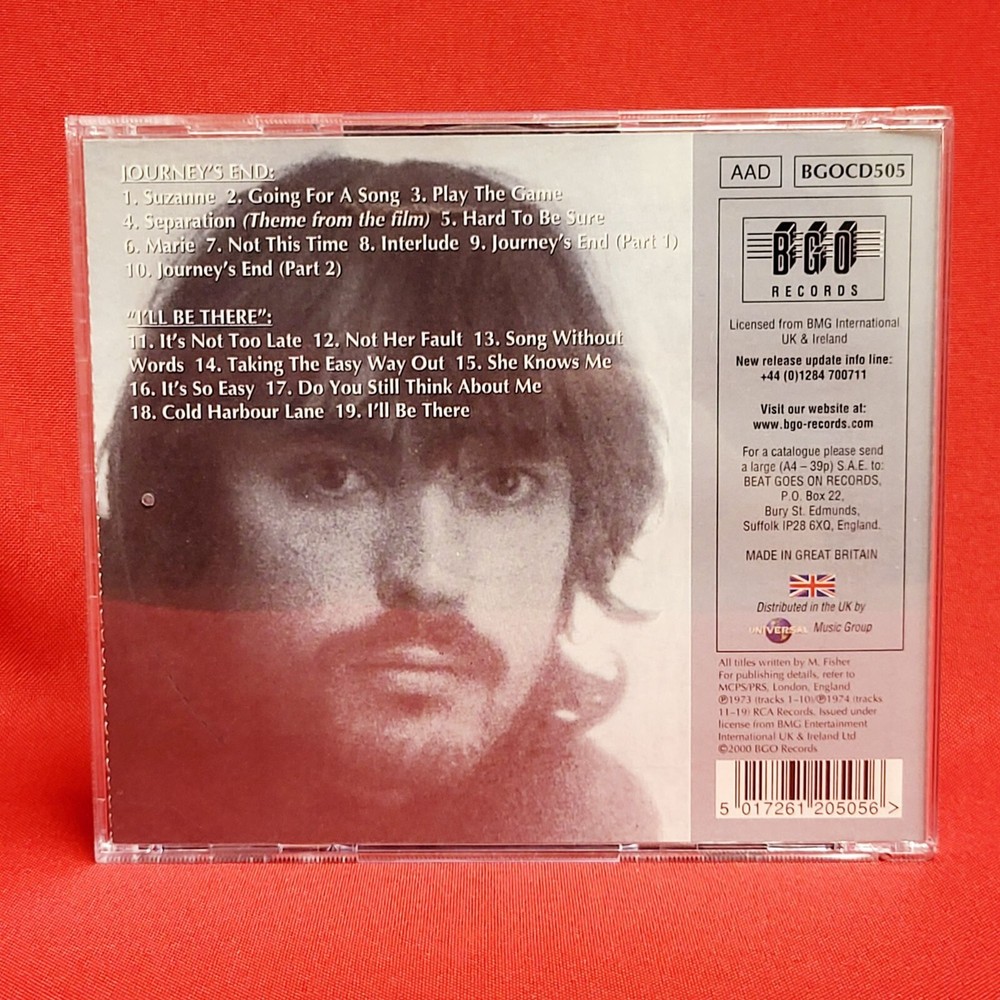 JOURNEY'S END:
1. Suzanne 2. Going For A Song 3. Play The Game
4. Separation (Theme from the film) 5. Hard To Be Sure
6. Marie 7. Not This Time 8. Interlude 9. Journey's End (Part 1)
10. Journey's End (Part 2)
"I'LL BE THERE":
11. It's Not Too Late 12. Not Her Fault 13. Song Without
Words 14. Taking The Easy Way Out 15. She Knows Me
16. It's So Easy 17. Do You Still Think About Me
18. Cold Harbour Lane 19. I'll Be There
AAD BGOCD505
BGO
RECORDS
Licensed from BMG International
UK & Ireland
New release update info line:
+44 (0)1284 700711
Visit our website at:
www.bgo-records.com
For a catalogue please send
a large (A4 – 39p) S.A.E. to:
BEAT GOES ON RECORDS,
P.O. Box 22,
Bury St. Edmunds,
Suffolk IP28 6XQ, England.
MADE IN GREAT BRITAIN
Distributed in the UK by
UNIVERSAL Music Group
All titles written by M. Fisher
For publishing details, refer to
MCPS/PRS, London, England
℗1973 (tracks 1–10)/℗1974 (tracks
11–19) RCA Records. Issued under
license from BMG Entertainment
International UK & Ireland Ltd
©2000 BGO Records
5 017261 205056 >